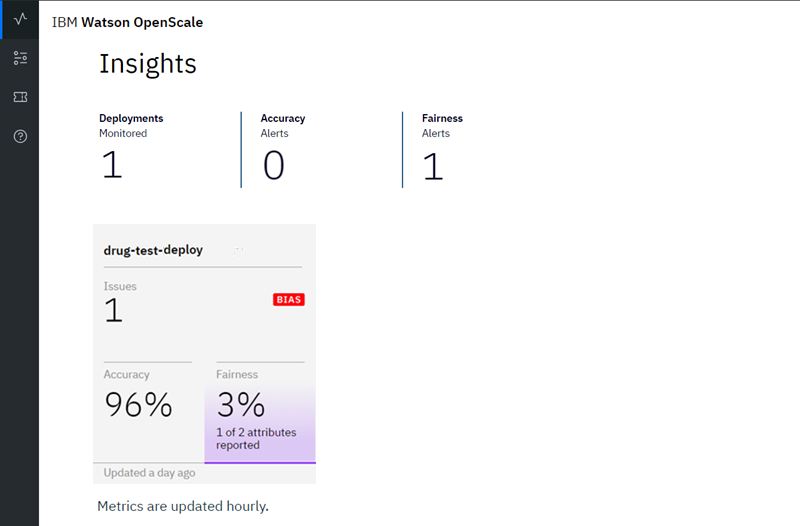 IBM Watson OpenScale
Insights
Deployments
Monitored
1
Accuracy
Alerts
0
Fairness
Alerts
1
drug-test-deploy
Issues
1
BIAS
Accuracy
96%
Fairness
3%
1 of 2 attributes
reported
Updated a day ago
Metrics are updated hourly.